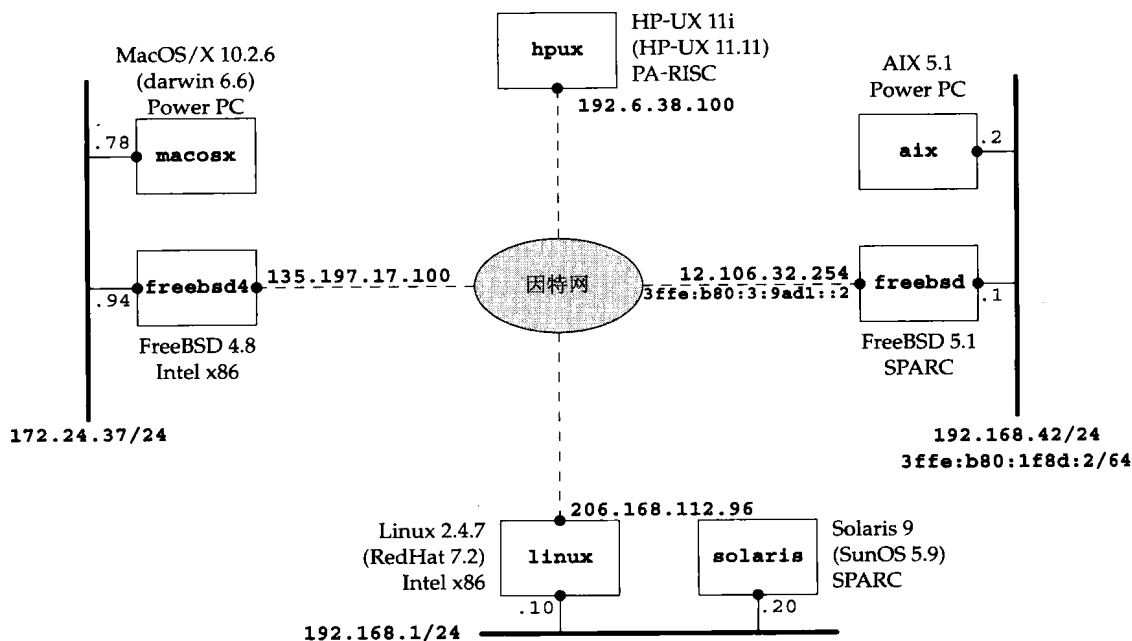 HP-UX 11i
(HP-UX 11.11)
PA-RISC
hpux
192.6.38.100
MacOS/X 10.2.6
(darwin 6.6)
Power PC
.78
macosx
AIX 5.1
Power PC
aix
.2
.94
freebsd4
135.197.17.100
FreeBSD 4.8
Intel x86
172.24.37/24
因特网
12.106.32.254
3ffe:b80:3:9ad1::2
freebsd
.1
FreeBSD 5.1
SPARC
192.168.42/24
3ffe:b80:1f8d:2/64
206.168.112.96
Linux 2.4.7
(RedHat 7.2)
Intel x86
linux
.10
solaris
Solaris 9
(SunOS 5.9)
SPARC
.20
192.168.1/24